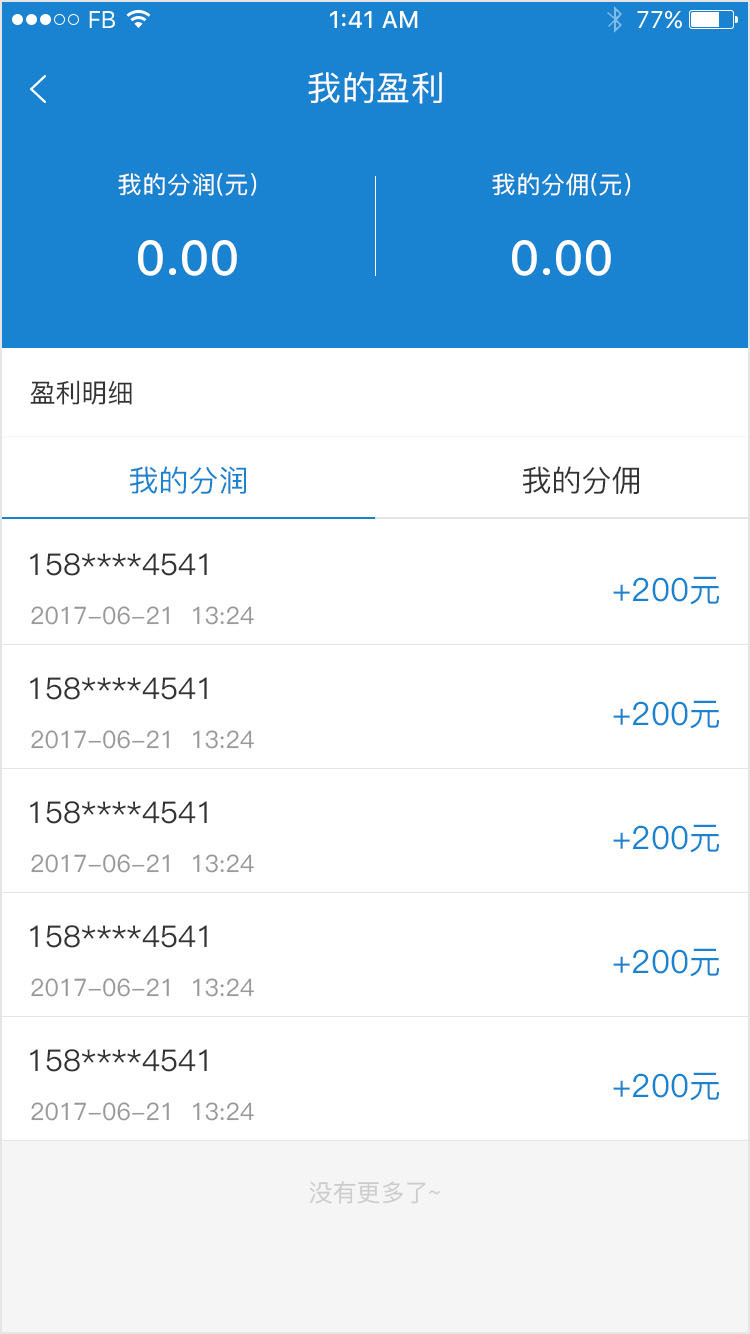 FB 1:41 AM 77%
我的盈利
我的分润(元) 我的分佣(元)
0.00 0.00
盈利明细
我的分润 我的分佣
158****4541
+200元
2017-06-21 13:24
158****4541
+200元
2017-06-21 13:24
158****4541
+200元
2017-06-21 13:24
158****4541
+200元
2017-06-21 13:24
158****4541
+200元
2017-06-21 13:24
没有更多了~